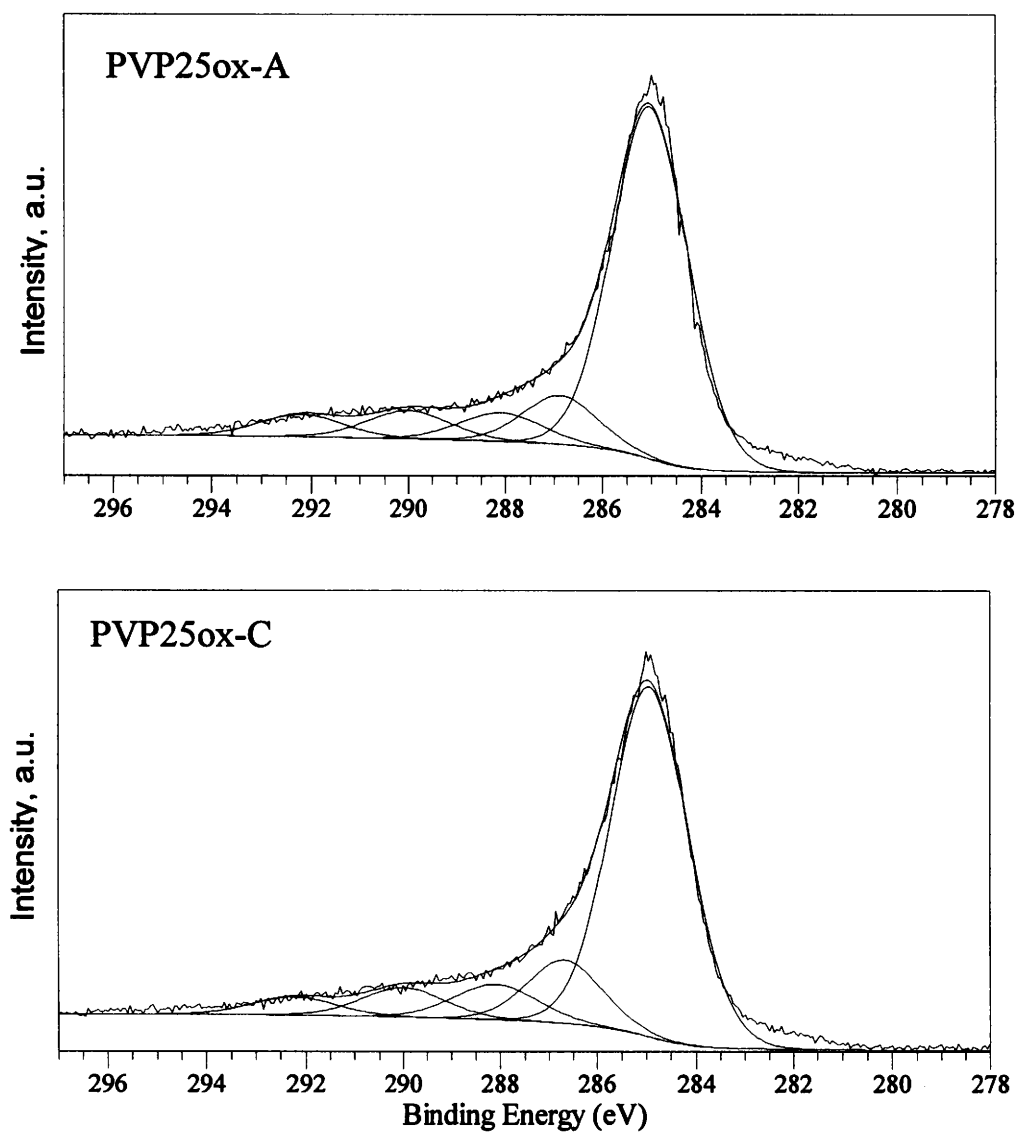 PVP25ox-A
Intensity, a.u.
296 294 292 290 288 286 284 282 280 278
PVP25ox-C
Intensity, a.u.
296 294 292 290 288 286 284 282 280 278
Binding Energy (eV)